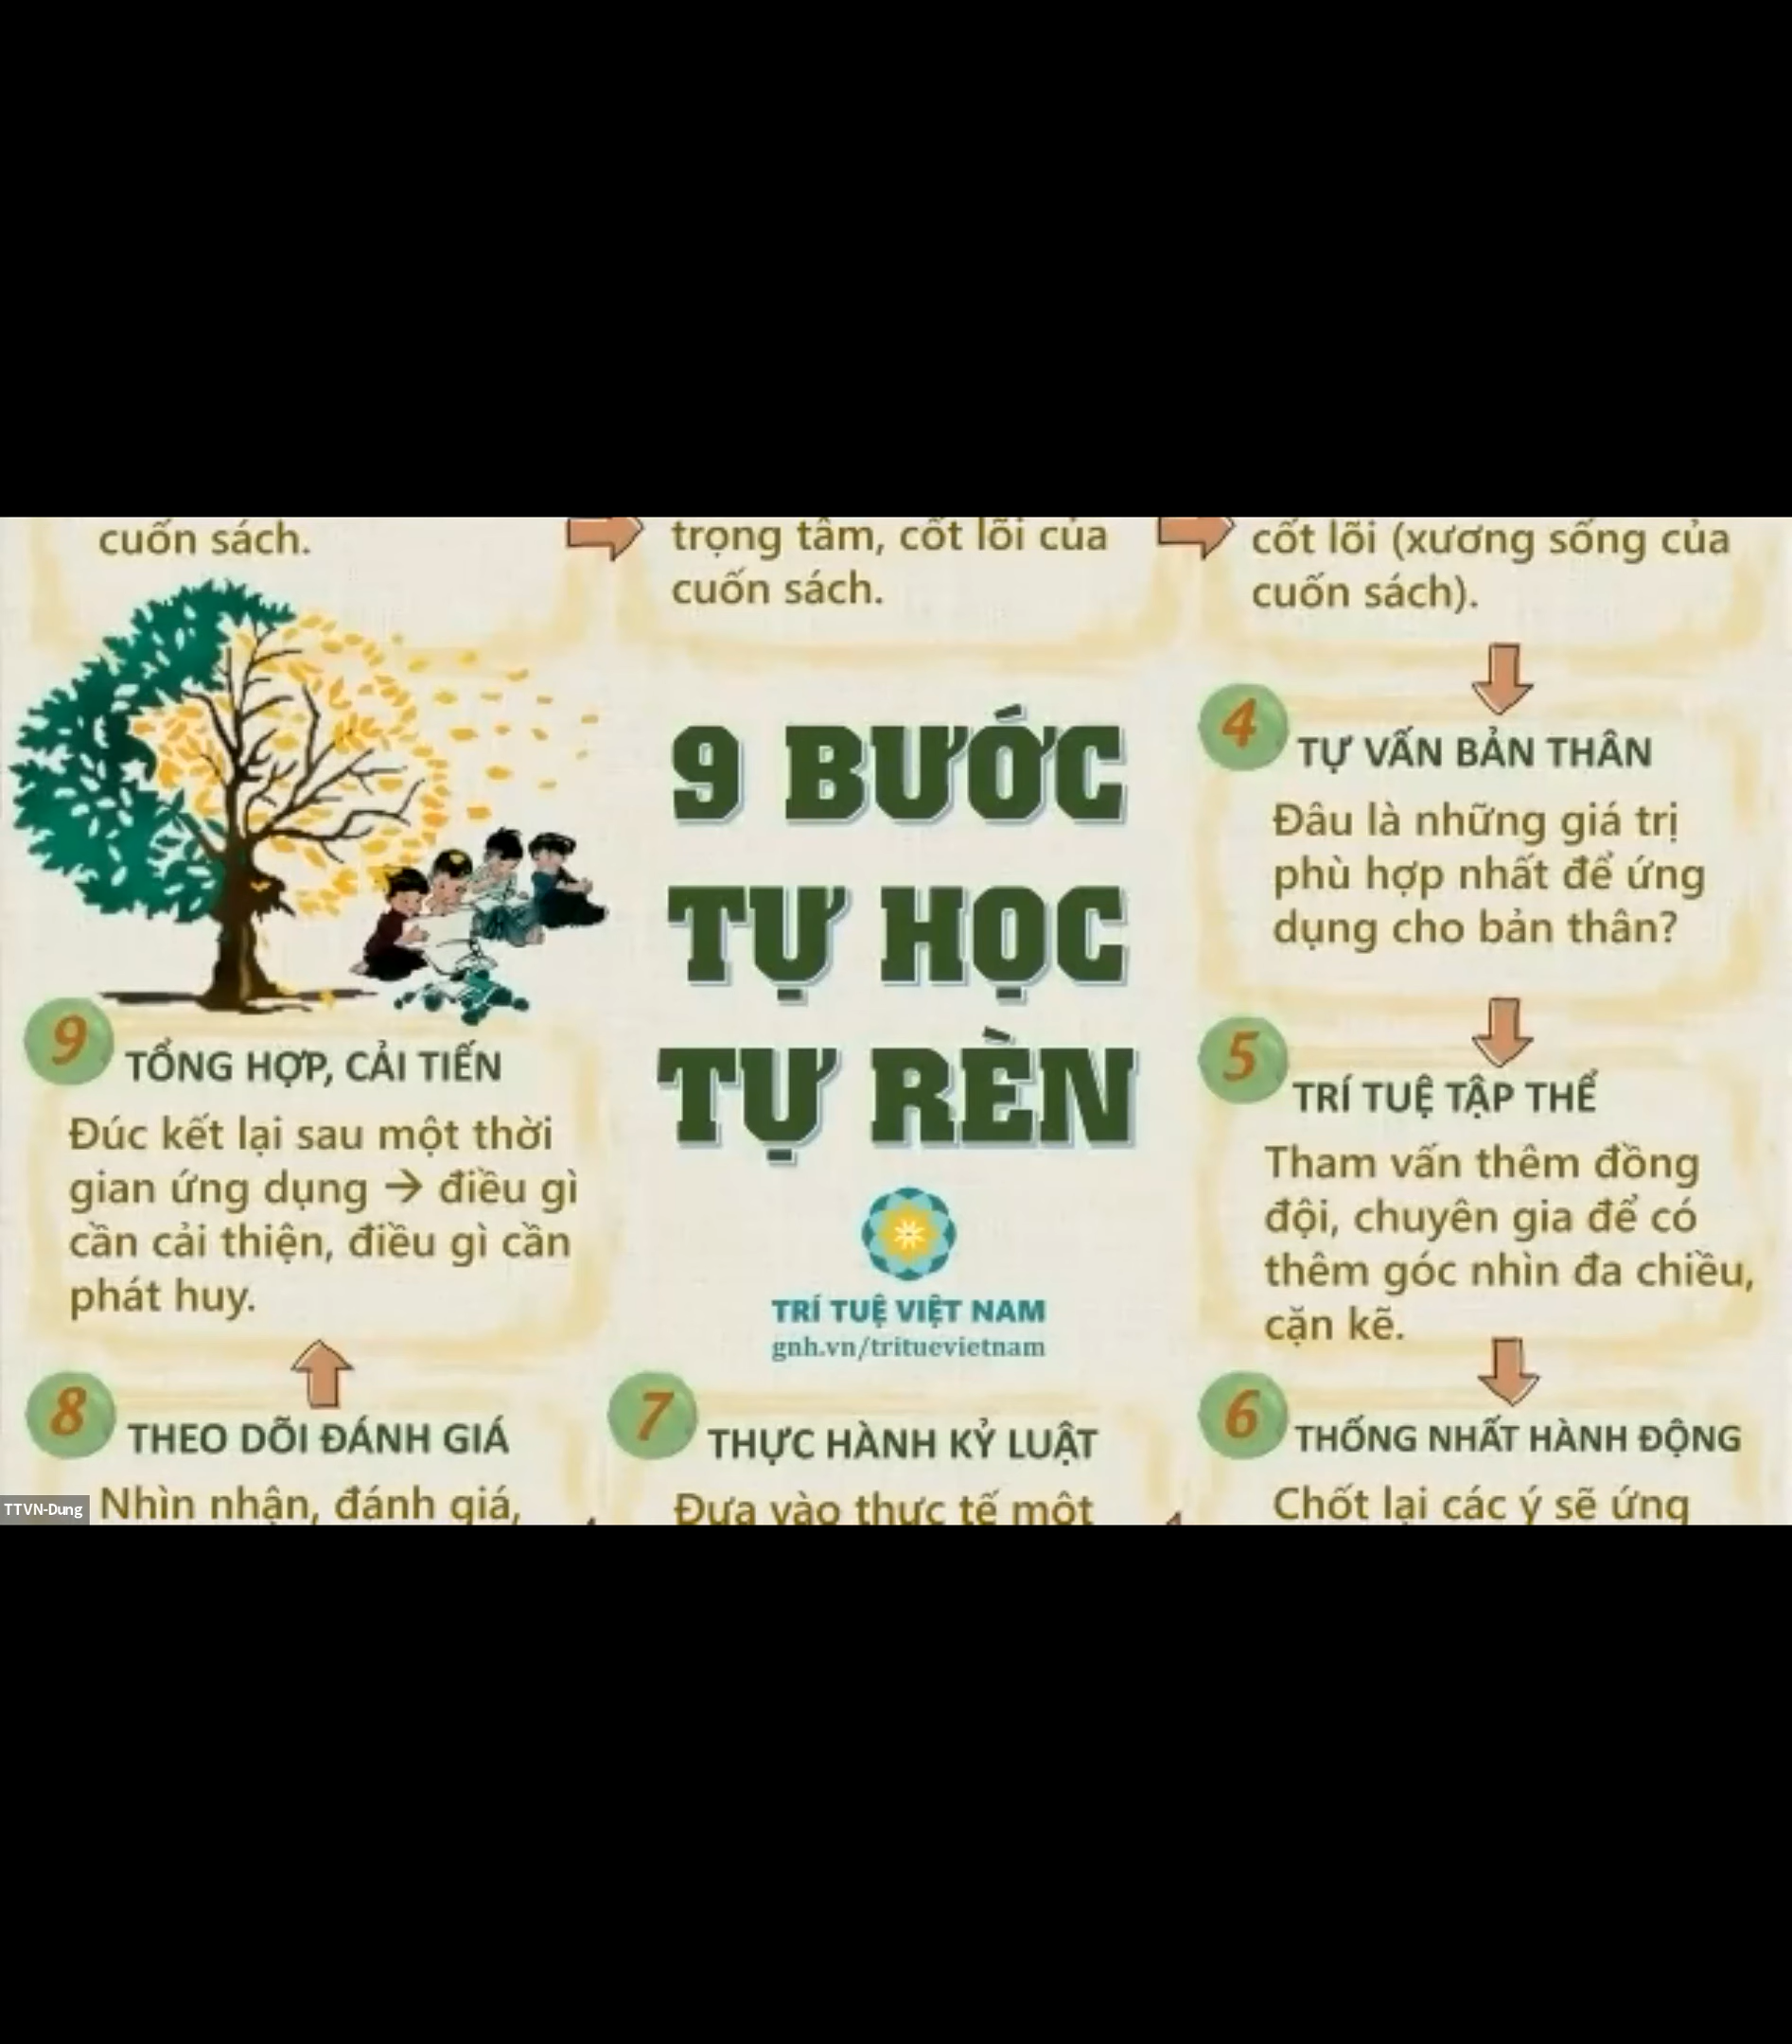 cuốn sách.
trọng tâm, cốt lõi của
cuốn sách.
cốt lõi (xương sống của
cuốn sách).
9 BƯỚC
TỰ HỌC
TỰ RÈN
TRÍ TUỆ VIỆT NAM
gnh.vn/trituevietnam
4
TỰ VẤN BẢN THÂN
Đâu là những giá trị
phù hợp nhất để ứng
dụng cho bản thân?
5
TRÍ TUỆ TẬP THỂ
Tham vấn thêm đồng
đội, chuyên gia để có
thêm góc nhìn đa chiều,
cặn kẽ.
6
THỐNG NHẤT HÀNH ĐỘNG
Chốt lại các ý sẽ ứng
7
THỰC HÀNH KỶ LUẬT
Đưa vào thực tế một
8
THEO DÕI ĐÁNH GIÁ
Nhìn nhận, đánh giá,
9
TỔNG HỢP, CẢI TIẾN
Đúc kết lại sau một thời
gian ứng dụng → điều gì
cần cải thiện, điều gì cần
phát huy.
TTVN-Dung